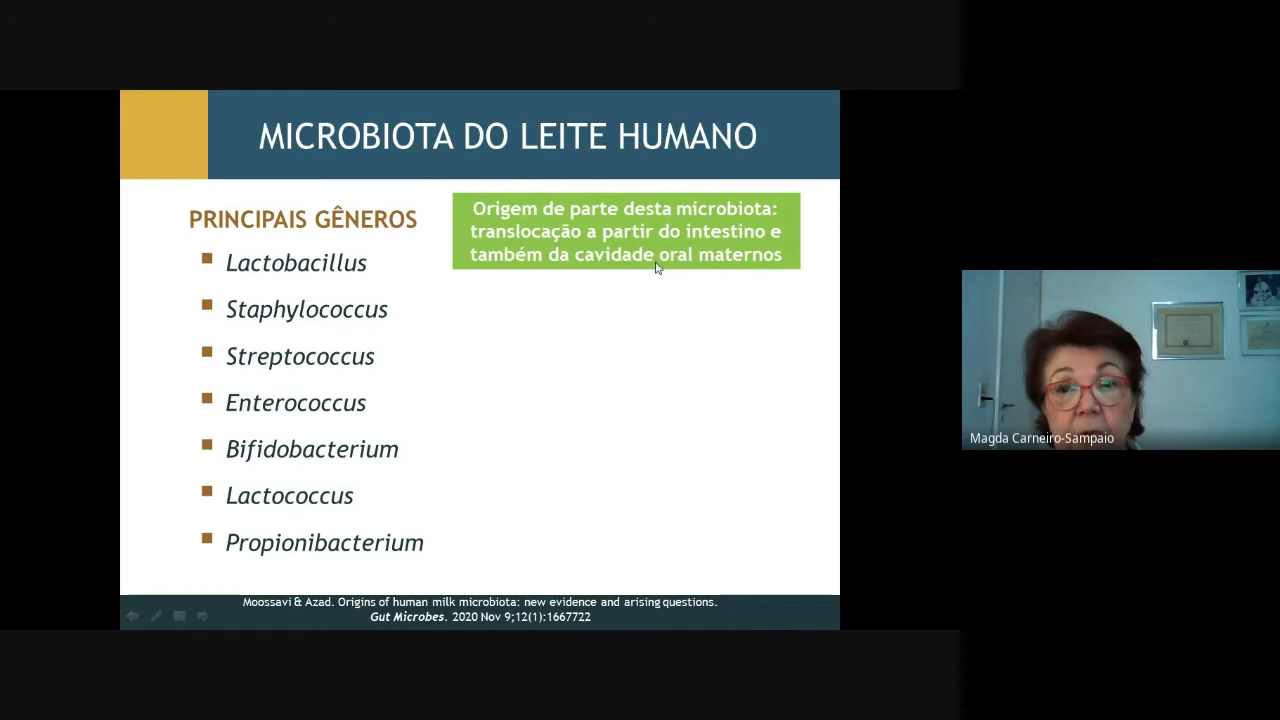 MICROBIOTA DO LEITE HUMANO
PRINCIPAIS GÊNEROS
Lactobacillus
Staphylococcus
Streptococcus
Enterococcus
Bifidobacterium
Lactococcus
Propionibacterium
Origem de parte desta microbiota:
translocação a partir do intestino e
também da cavidade oral maternos
Moossavi & Azad. Origins of human milk microbiota: new evidence and arising questions.
Gut Microbes. 2020 Nov 9;12(1):1667722
Magda Carneiro-Sampaio